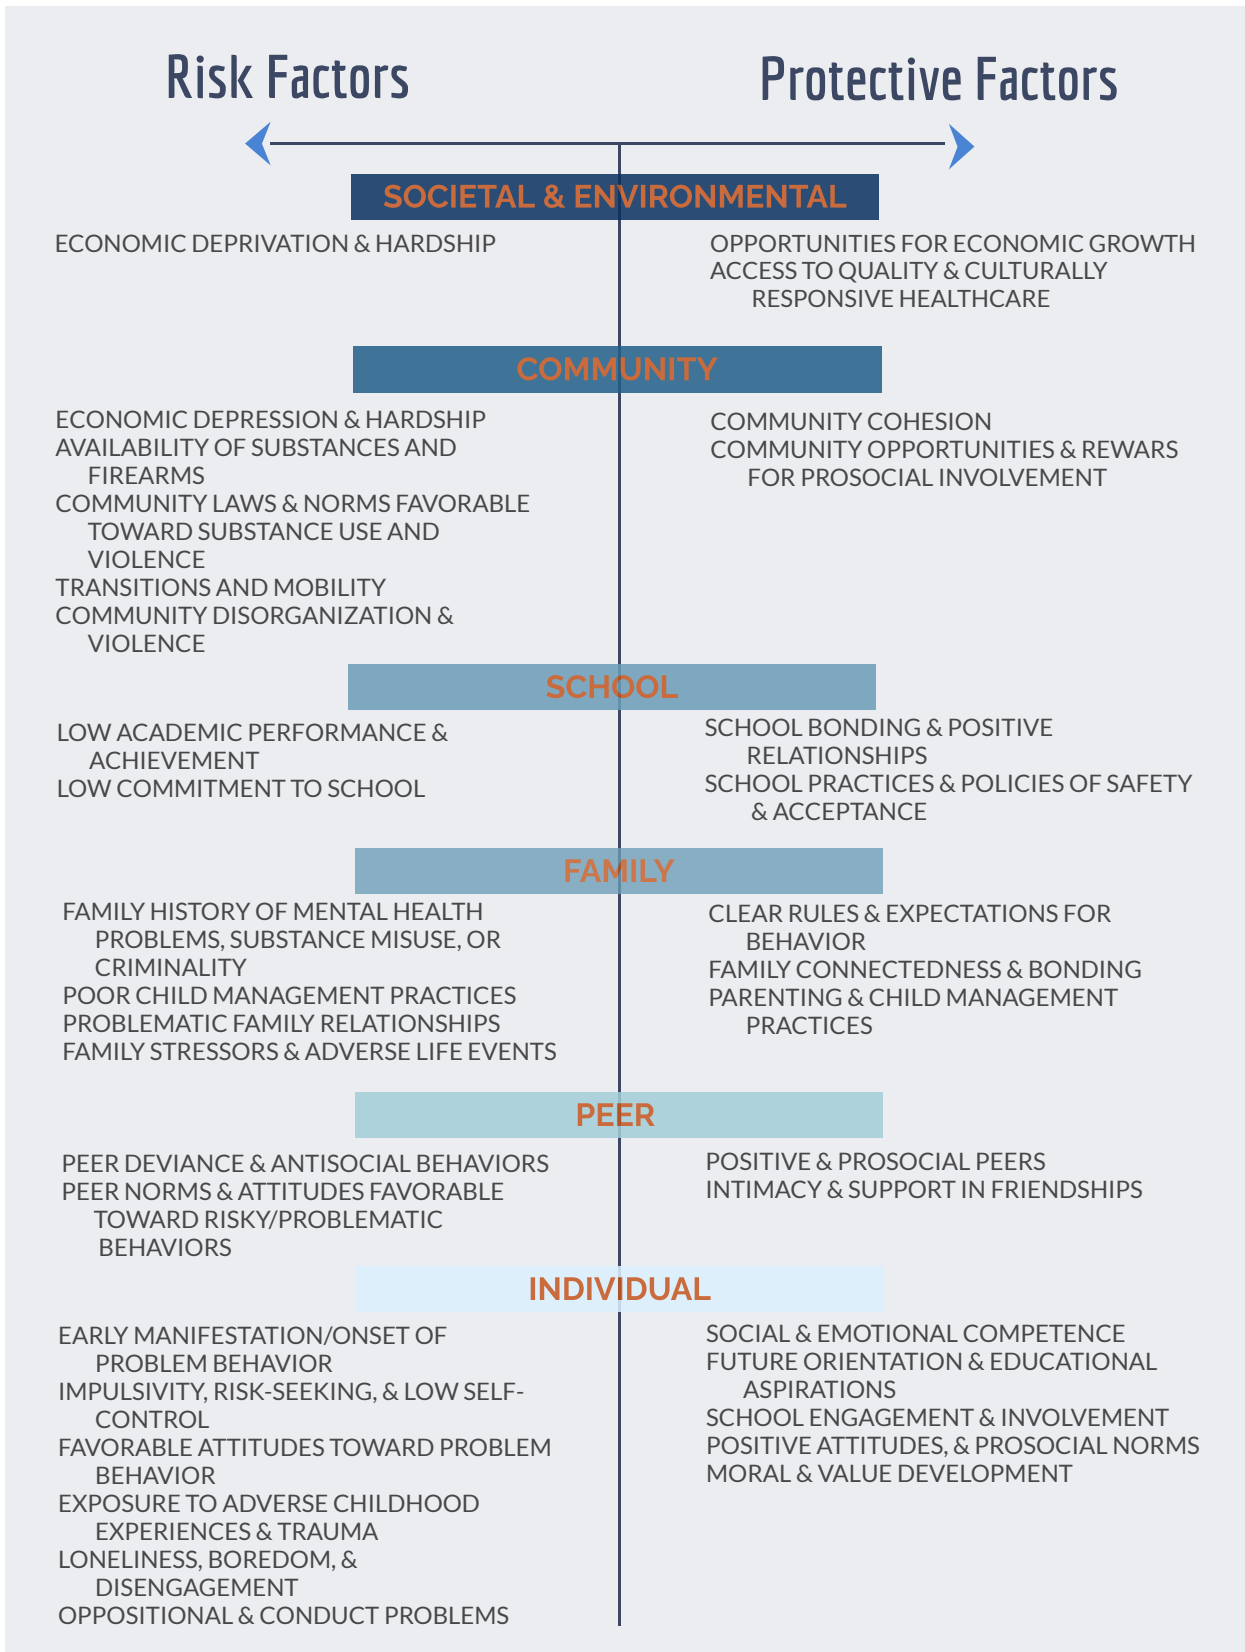 Risk Factors
Protective Factors
SOCIETAL & ENVIRONMENTAL
ECONOMIC DEPRIVATION & HARDSHIP
OPPORTUNITIES FOR ECONOMIC GROWTH
ACCESS TO QUALITY & CULTURALLY
RESPONSIVE HEALTHCARE
COMMUNITY
ECONOMIC DEPRESSION & HARDSHIP
AVAILABILITY OF SUBSTANCES AND
FIREARMS
COMMUNITY LAWS & NORMS FAVORABLE
TOWARD SUBSTANCE USE AND
VIOLENCE
TRANSITIONS AND MOBILITY
COMMUNITY DISORGANIZATION &
VIOLENCE
COMMUNITY COHESION
COMMUNITY OPPORTUNITIES & REWARS
FOR PROSOCIAL INVOLVEMENT
SCHOOL
LOW ACADEMIC PERFORMANCE &
ACHIEVEMENT
LOW COMMITMENT TO SCHOOL
SCHOOL BONDING & POSITIVE
RELATIONSHIPS
SCHOOL PRACTICES & POLICIES OF SAFETY
& ACCEPTANCE
FAMILY
FAMILY HISTORY OF MENTAL HEALTH
PROBLEMS, SUBSTANCE MISUSE, OR
CRIMINALITY
POOR CHILD MANAGEMENT PRACTICES
PROBLEMATIC FAMILY RELATIONSHIPS
FAMILY STRESSORS & ADVERSE LIFE EVENTS
CLEAR RULES & EXPECTATIONS FOR
BEHAVIOR
FAMILY CONNECTEDNESS & BONDING
PARENTING & CHILD MANAGEMENT
PRACTICES
PEER
PEER DEVIANCE & ANTISOCIAL BEHAVIORS
PEER NORMS & ATTITUDES FAVORABLE
TOWARD RISKY/PROBLEMATIC
BEHAVIORS
POSITIVE & PROSOCIAL PEERS
INTIMACY & SUPPORT IN FRIENDSHIPS
INDIVIDUAL
EARLY MANIFESTATION/ONSET OF
PROBLEM BEHAVIOR
IMPULSIVITY, RISK-SEEKING, & LOW SELF-
CONTROL
FAVORABLE ATTITUDES TOWARD PROBLEM
BEHAVIOR
EXPOSURE TO ADVERSE CHILDHOOD
EXPERIENCES & TRAUMA
LONELINESS, BOREDOM, &
DISENGAGEMENT
OPPOSITIONAL & CONDUCT PROBLEMS
SOCIAL & EMOTIONAL COMPETENCE
FUTURE ORIENTATION & EDUCATIONAL
ASPIRATIONS
SCHOOL ENGAGEMENT & INVOLVEMENT
POSITIVE ATTITUDES, & PROSOCIAL NORMS
MORAL & VALUE DEVELOPMENT